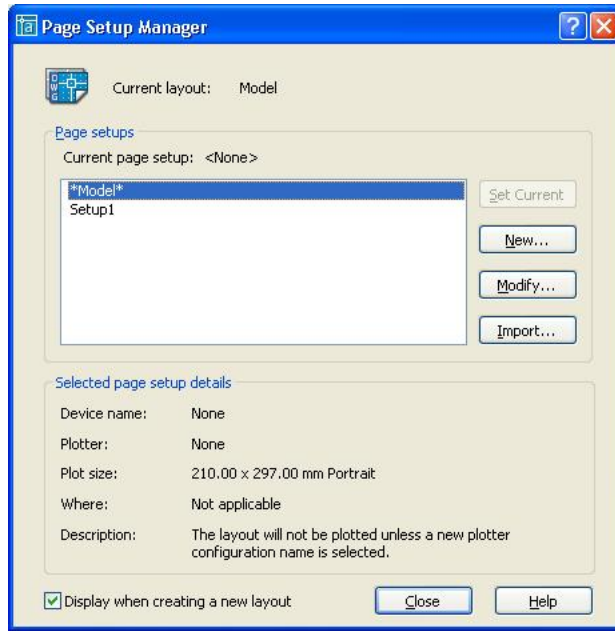 Page Setup Manager
Current layout: Model
Page setups
Current page setup: <None>
*Model*
Setup1
Set Current
New...
Modify...
Import...
Selected page setup details
Device name: None
Plotter: None
Plot size: 210.00 x 297.00 mm Portrait
Where: Not applicable
Description: The layout will not be plotted unless a new plotter
configuration name is selected.
Display when creating a new layout
Close
Help